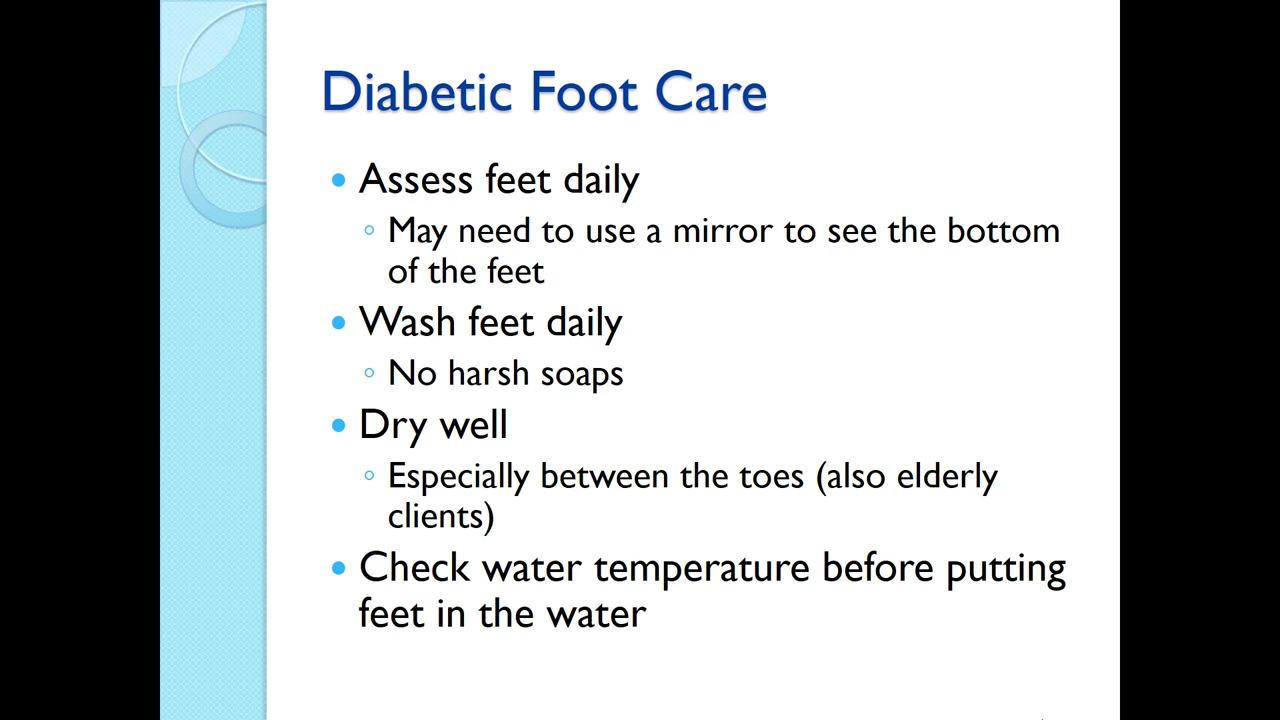 Diabetic Foot Care
• Assess feet daily
◦ May need to use a mirror to see the bottom
of the feet
• Wash feet daily
◦ No harsh soaps
• Dry well
◦ Especially between the toes (also elderly
clients)
• Check water temperature before putting
feet in the water